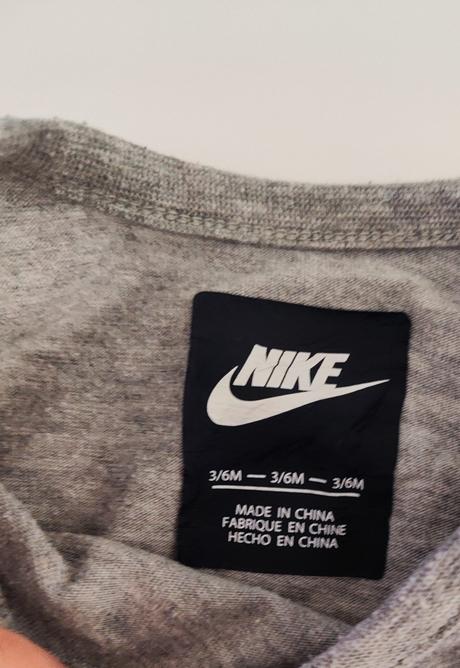 NIKE
3/6M — 3/6M — 3/6M
MADE IN CHINA
FABRIQUE EN CHINE
HECHO EN CHINA